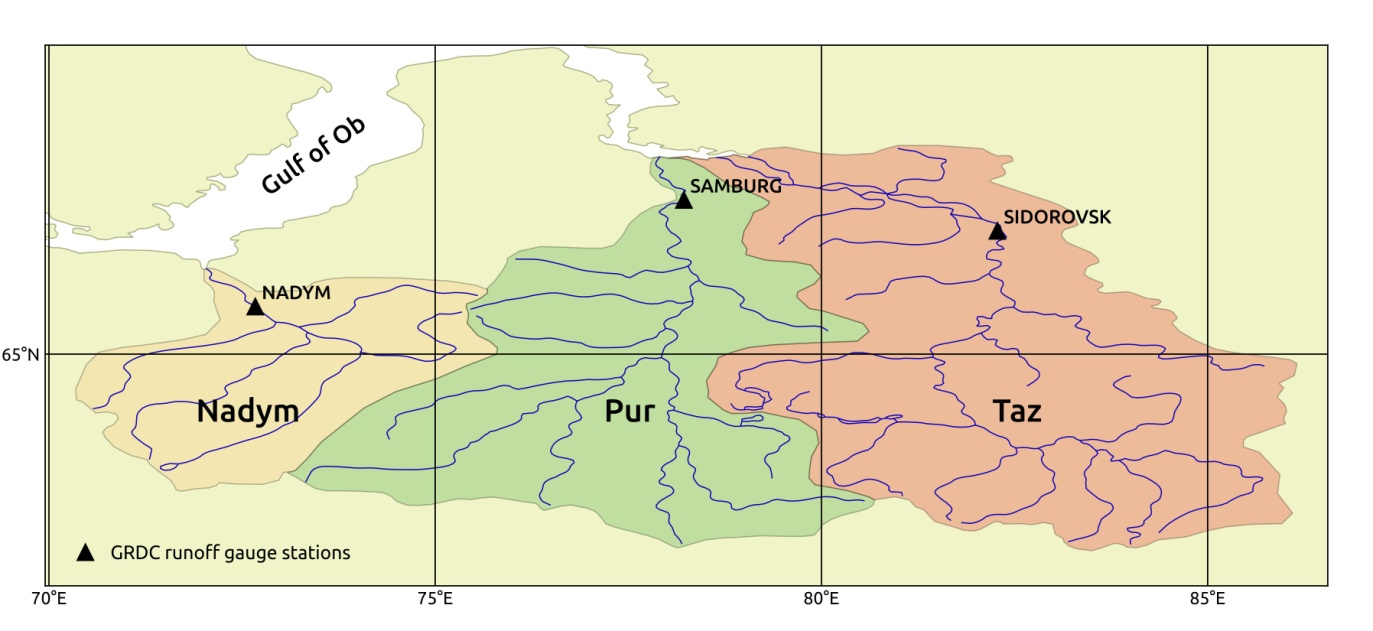 Gulf of Ob
SAMBURG
SIDOROVSK
NADYM
65°N
Nadym
Pur
Taz
GRDC runoff gauge stations
70°E
75°E
80°E
85°E